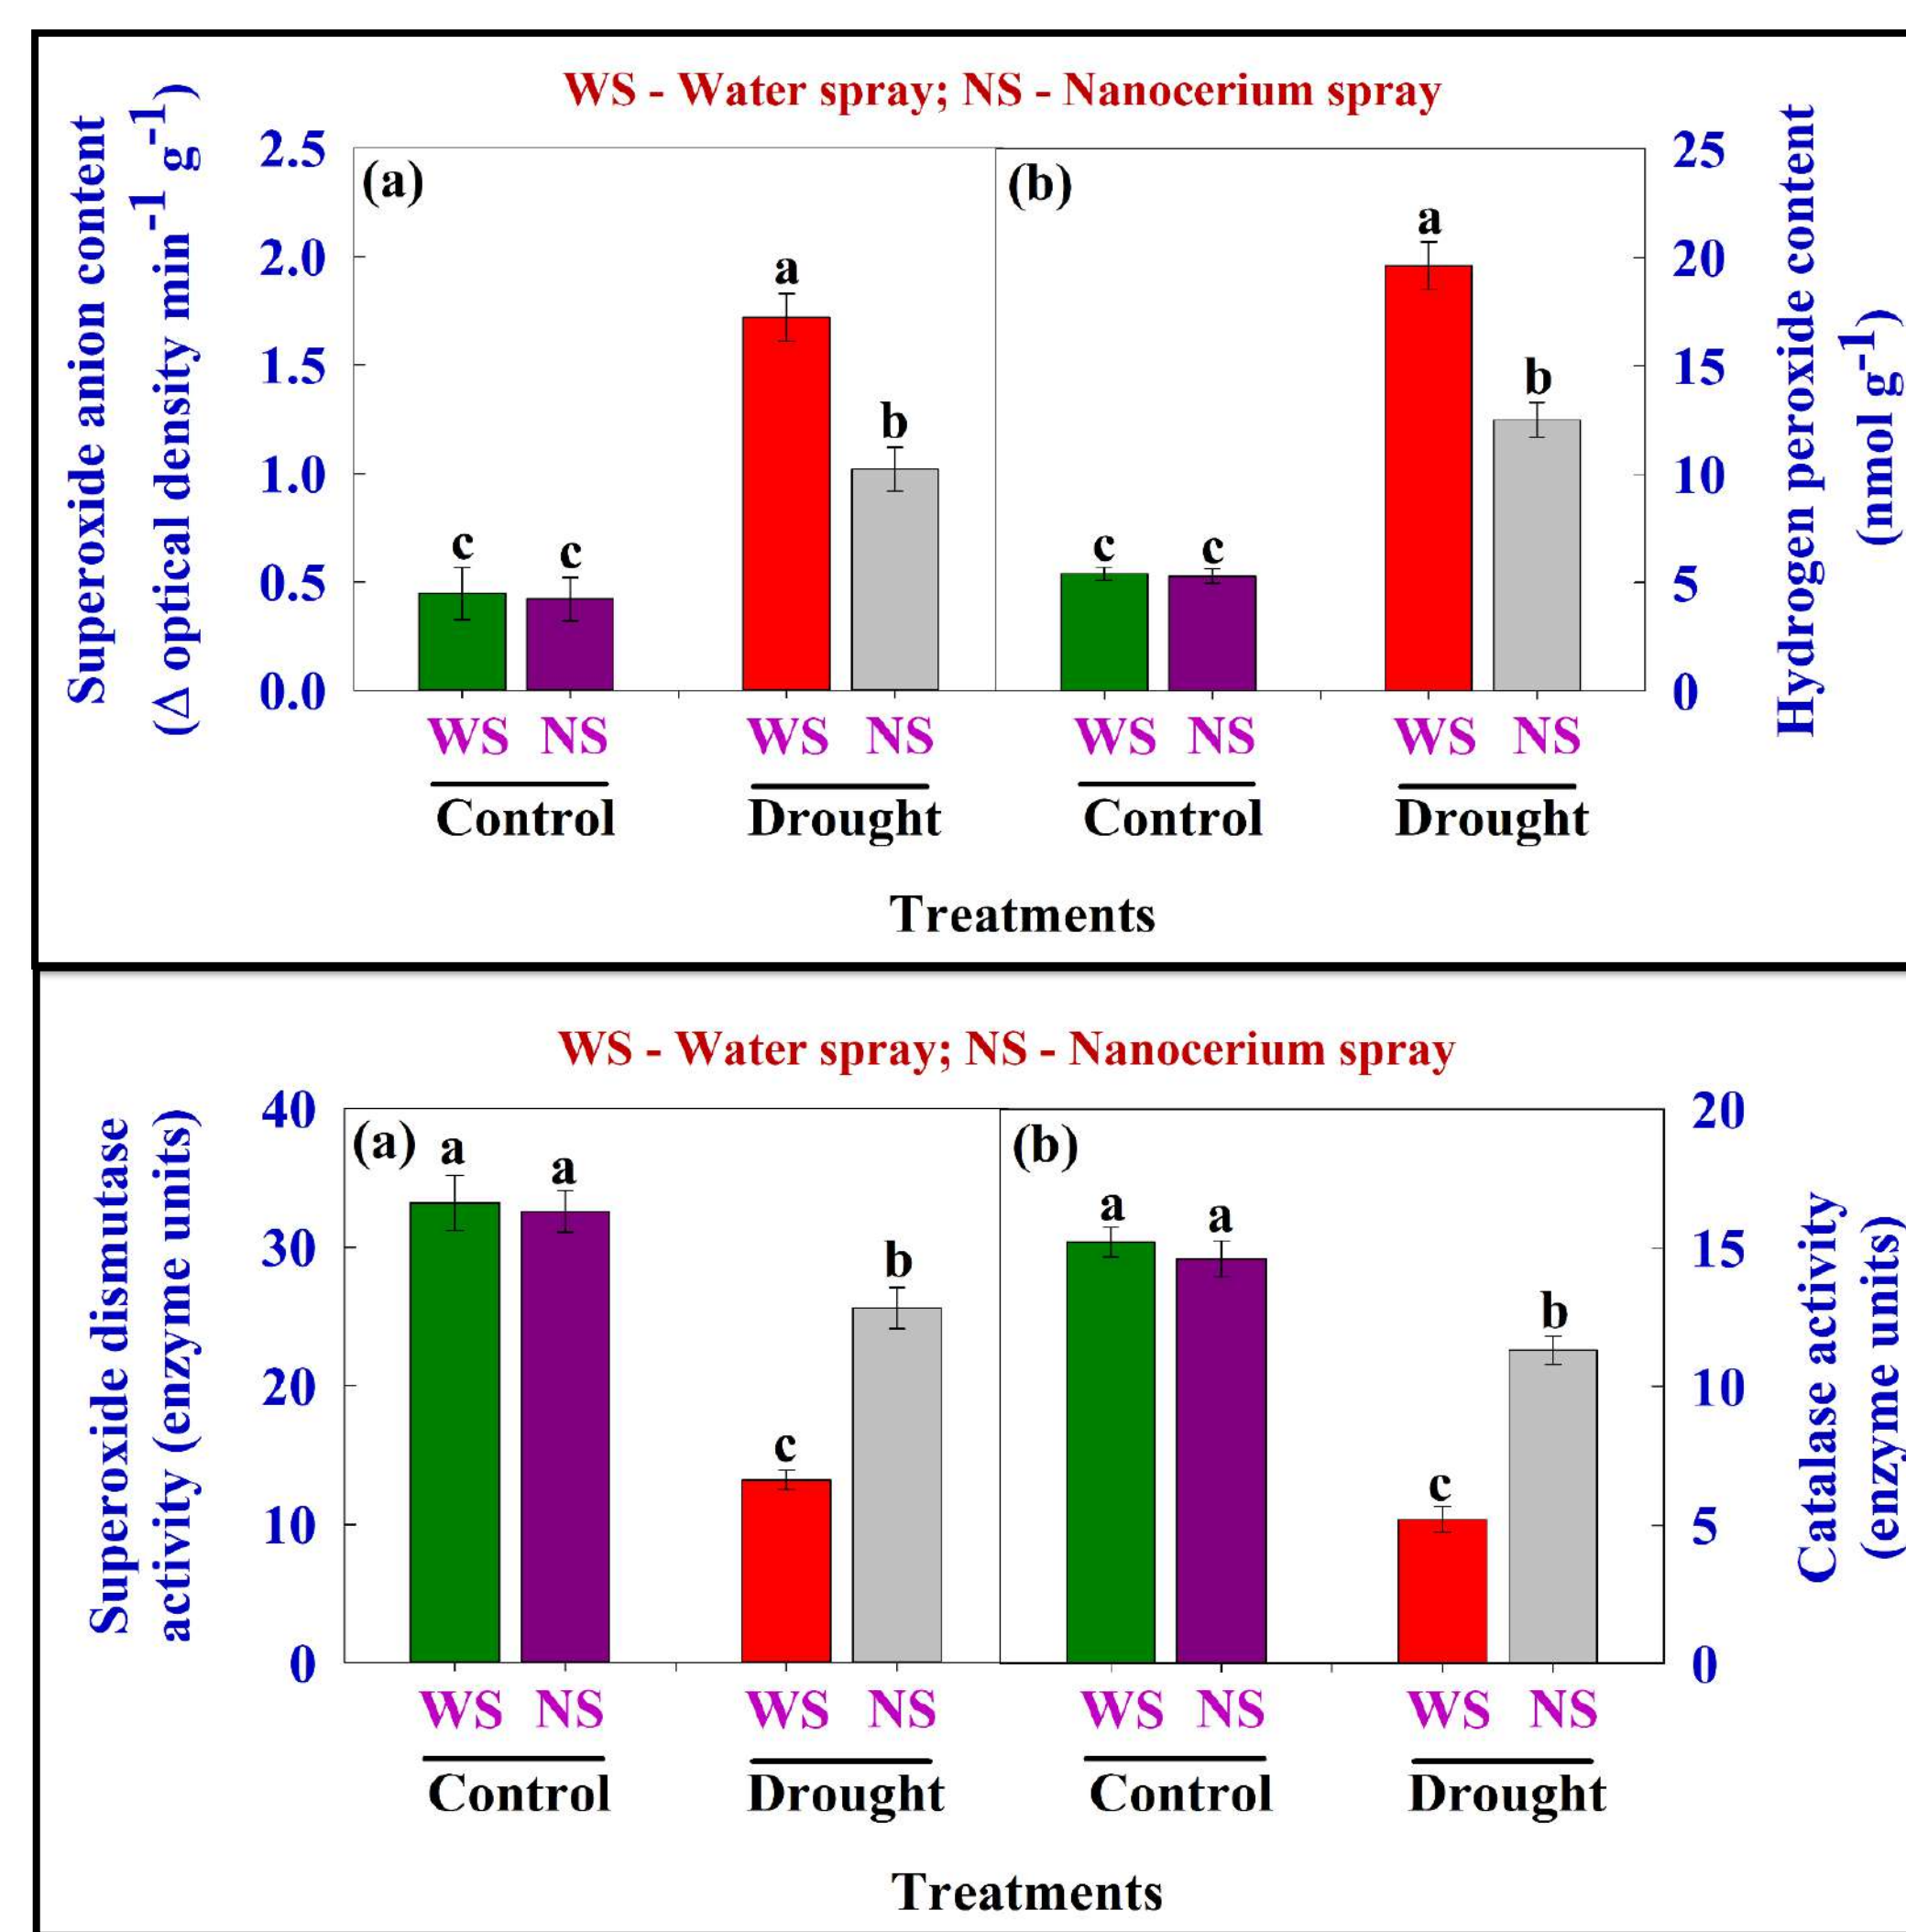 WS - Water spray; NS - Nanocerium spray
Superoxide anion content
(Δ optical density min⁻¹ g⁻¹)
2.5
2.0
1.5
1.0
0.5
0.0
(a)
c
c
a
b
(b)
c
c
a
b
25
20
15
10
5
0
Hydrogen peroxide content
(nmol g⁻¹)
WS NS WS NS WS NS WS NS
Control Drought Control Drought
Treatments
WS - Water spray; NS - Nanocerium spray
Superoxide dismutase
activity (enzyme units)
40
30
20
10
0
(a)
a
a
c
b
(b)
a
a
c
b
20
15
10
5
0
Catalase activity
(enzyme units)
WS NS WS NS WS NS WS NS
Control Drought Control Drought
Treatments